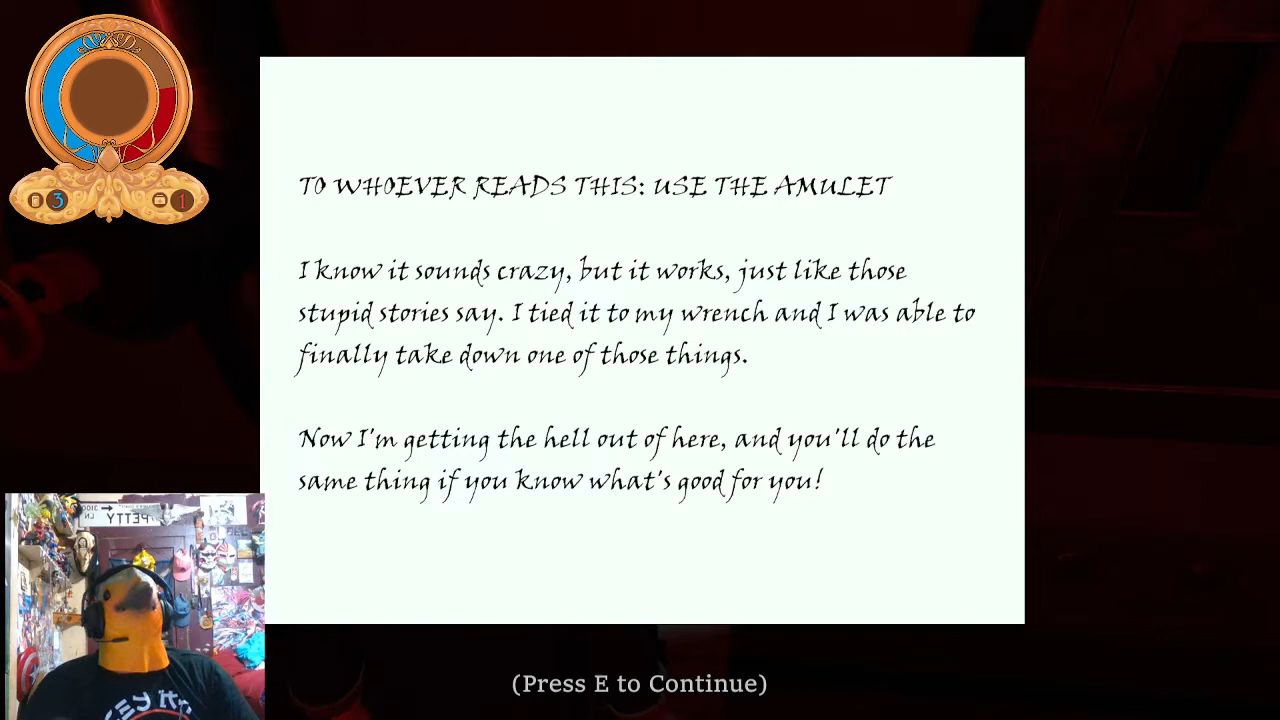 3
1
TO WHOEVER READS THIS: USE THE AMULET
I know it sounds crazy, but it works, just like those
stupid stories say. I tied it to my wrench and I was able to
finally take down one of those things.
Now I'm getting the hell out of here, and you'll do the
same thing if you know what's good for you!
PETTY
(Press E to Continue)